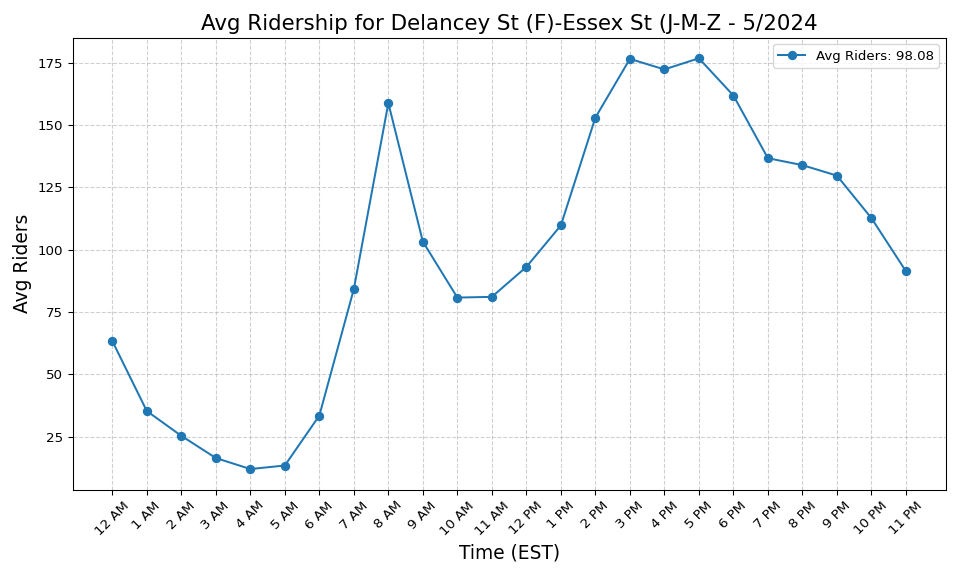 Avg Ridership for Delancey St (F)-Essex St (J-M-Z - 5/2024
Avg Riders: 98.08
175
150
125
100
75
50
25
Avg Riders
12 AM
1 AM
2 AM
3 AM
4 AM
5 AM
6 AM
7 AM
8 AM
9 AM
10 AM
11 AM
12 PM
1 PM
2 PM
3 PM
4 PM
5 PM
6 PM
7 PM
8 PM
9 PM
10 PM
11 PM
Time (EST)